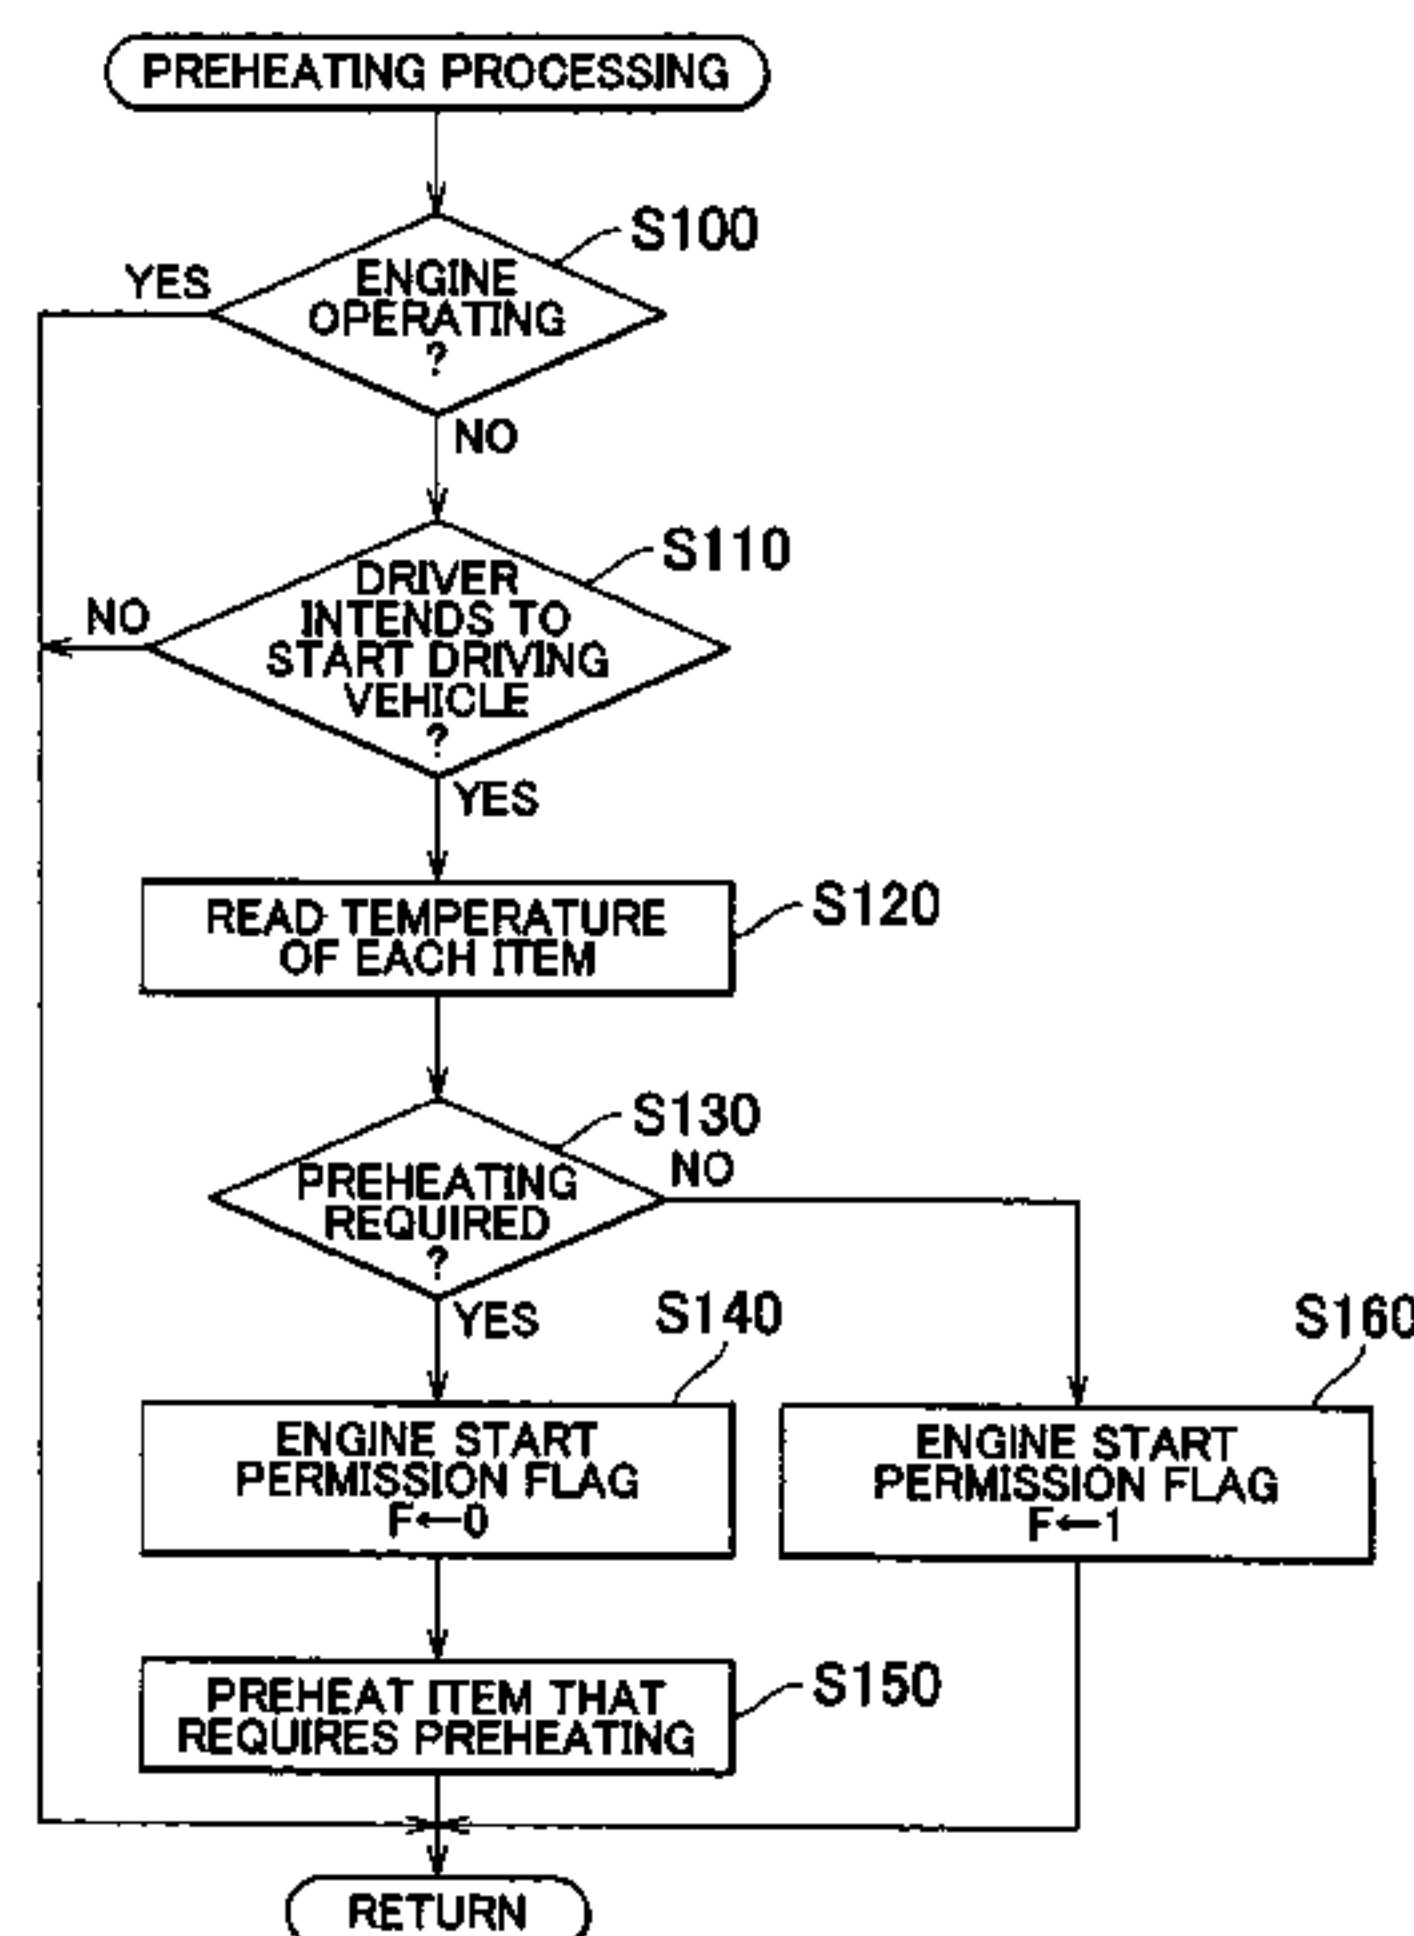 PREHEATING PROCESSING
S100
YES
ENGINE
OPERATING
?
NO
S110
NO
DRIVER
INTENDS TO
START DRIVING
VEHICLE
?
YES
S120
READ TEMPERATURE
OF EACH ITEM
S130
NO
PREHEATING
REQUIRED
?
YES
S140
S160
ENGINE START
PERMISSION FLAG
F←0
ENGINE START
PERMISSION FLAG
F←1
S150
PREHEAT ITEM THAT
REQUIRES PREHEATING
RETURN